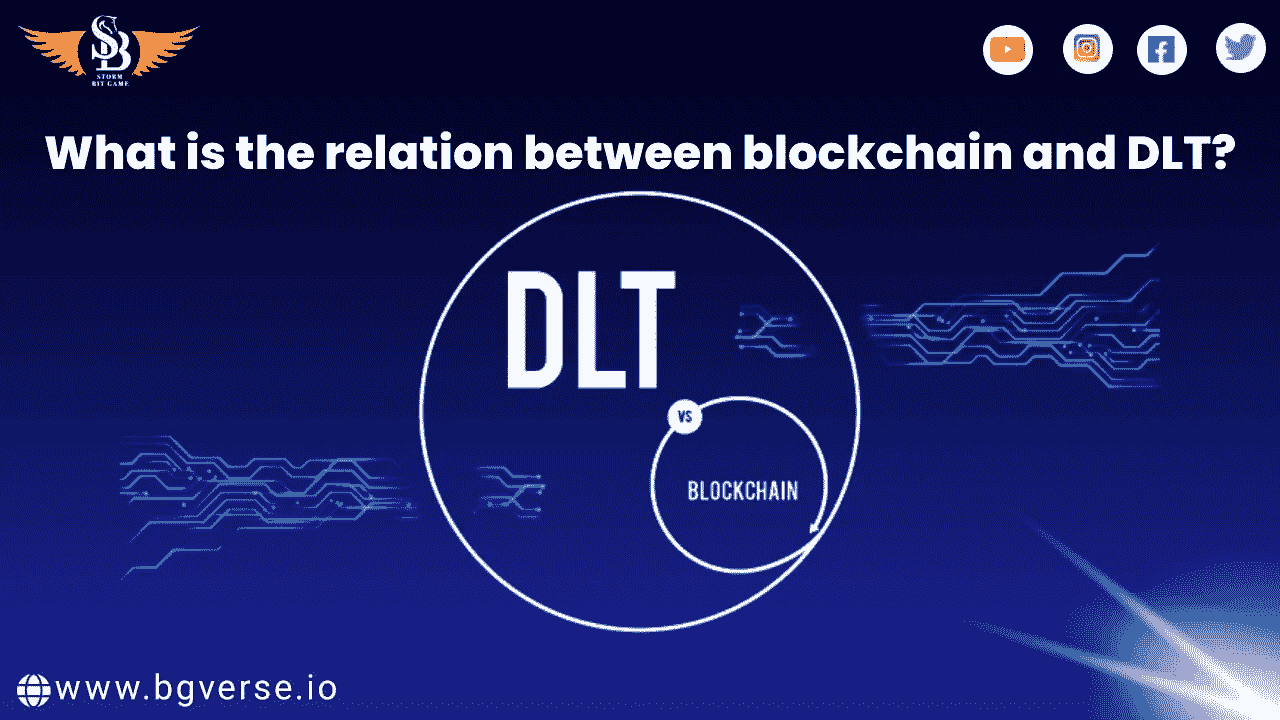 SB
STORM
BIT GAME
What is the relation between blockchain and DLT?
DLT
VS
BLOCKCHAIN
www.bgverse.io